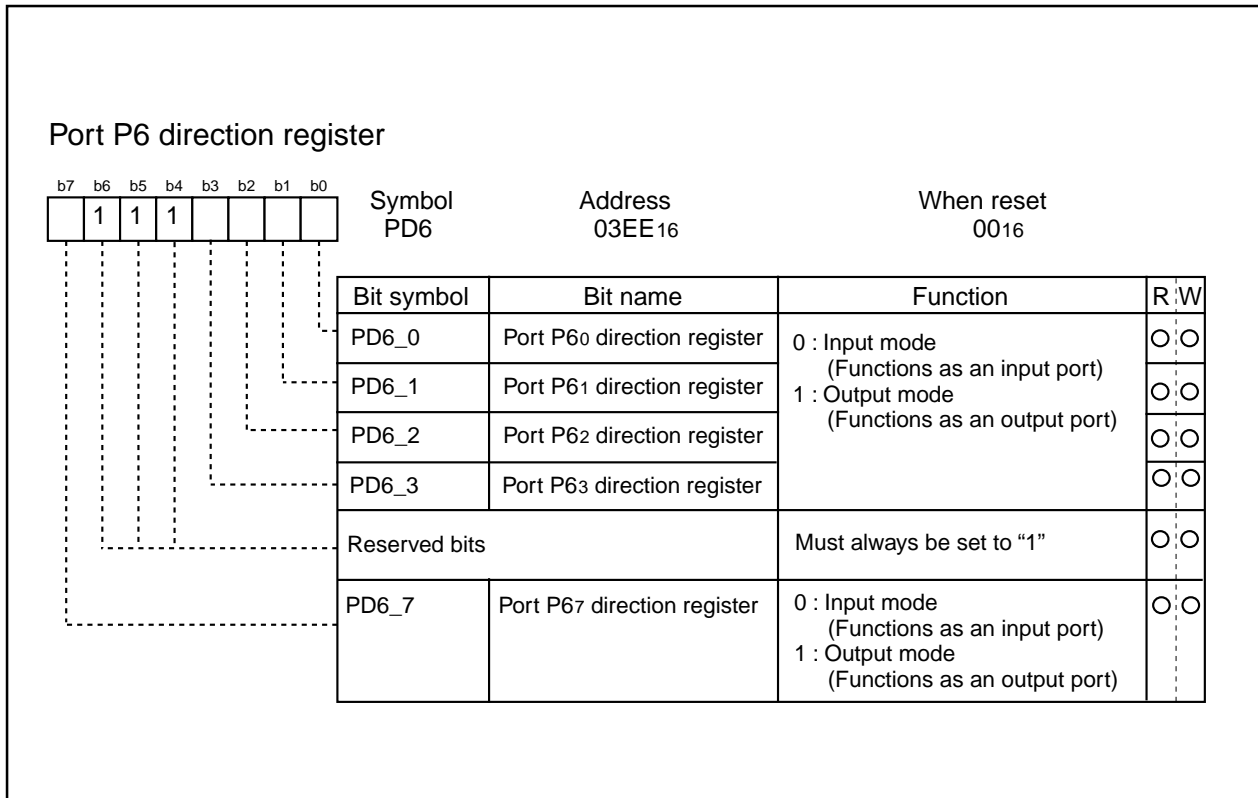 Port P6 direction register
b7 b6 b5 b4 b3 b2 b1 b0
1 1 1
Symbol Address When reset
PD6 03EE16 0016
Bit symbol Bit name Function R W
PD6_0 Port P60 direction register 0 : Input mode
(Functions as an input port)
PD6_1 Port P61 direction register 1 : Output mode
(Functions as an output port)
PD6_2 Port P62 direction register
PD6_3 Port P63 direction register
Reserved bits Must always be set to “1”
PD6_7 Port P67 direction register 0 : Input mode
(Functions as an input port)
1 : Output mode
(Functions as an output port)